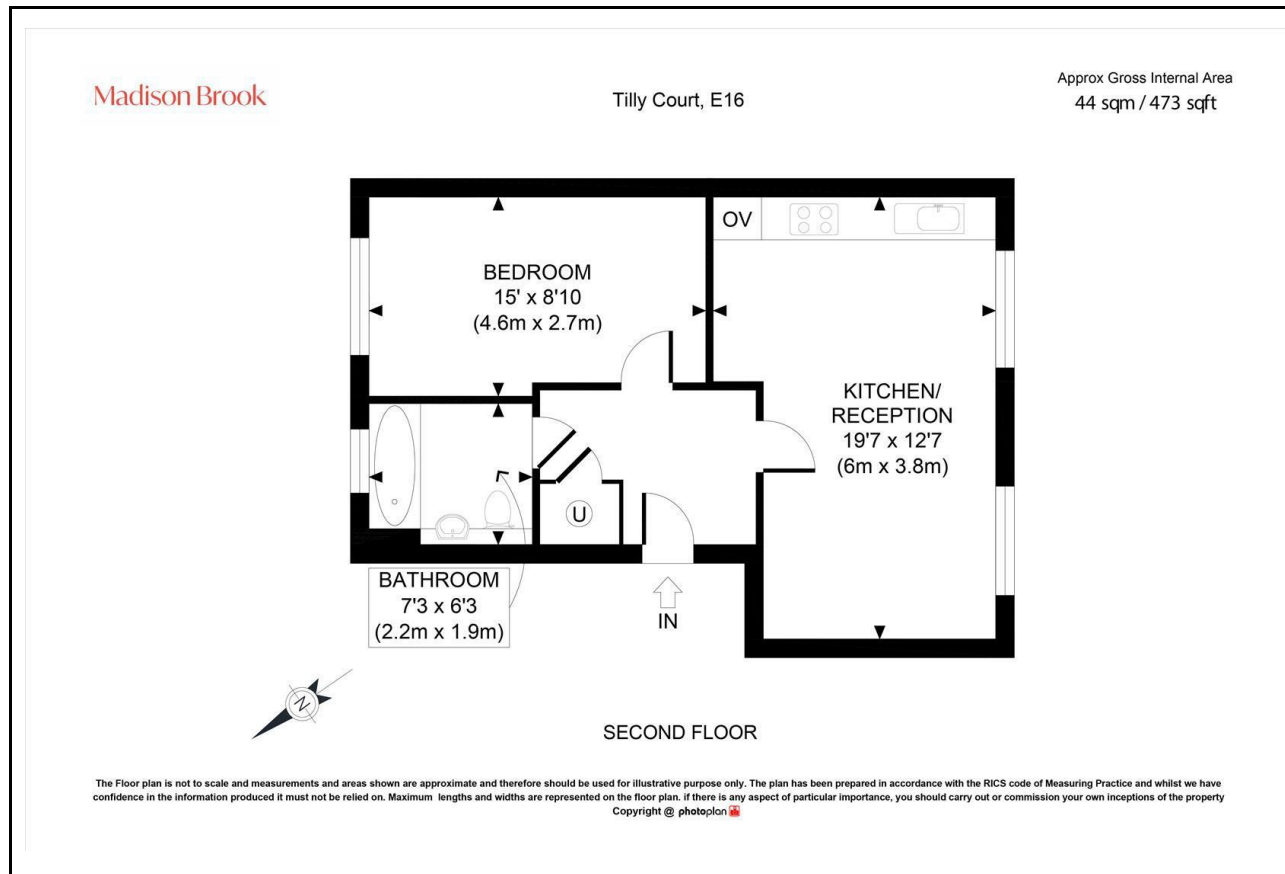 Madison Brook
Tilly Court, E16
Approx Gross Internal Area
44 sqm / 473 sqft
OV
BEDROOM
15' x 8'10
(4.6m x 2.7m)
KITCHEN/
RECEPTION
19'7 x 12'7
(6m x 3.8m)
U
BATHROOM
7'3 x 6'3
(2.2m x 1.9m)
IN
N
SECOND FLOOR
The Floor plan is not to scale and measurements and areas shown are approximate and therefore should be used for illustrative purpose only. The plan has been prepared in accordance with the RICS code of Measuring Practice and whilst we have
confidence in the information produced it must not be relied on. Maximum lengths and widths are represented on the floor plan. if there is any aspect of particular importance, you should carry out or commission your own inceptions of the property
Copyright @ photoplan